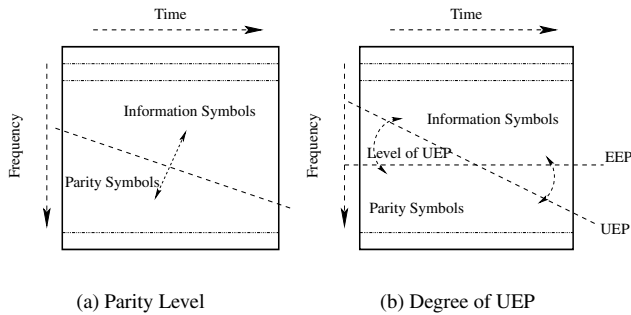 Time
Frequency
Information Symbols
Parity Symbols
(a) Parity Level
Time
Frequency
Information Symbols
Level of UEP
EEP
Parity Symbols
UEP
(b) Degree of UEP